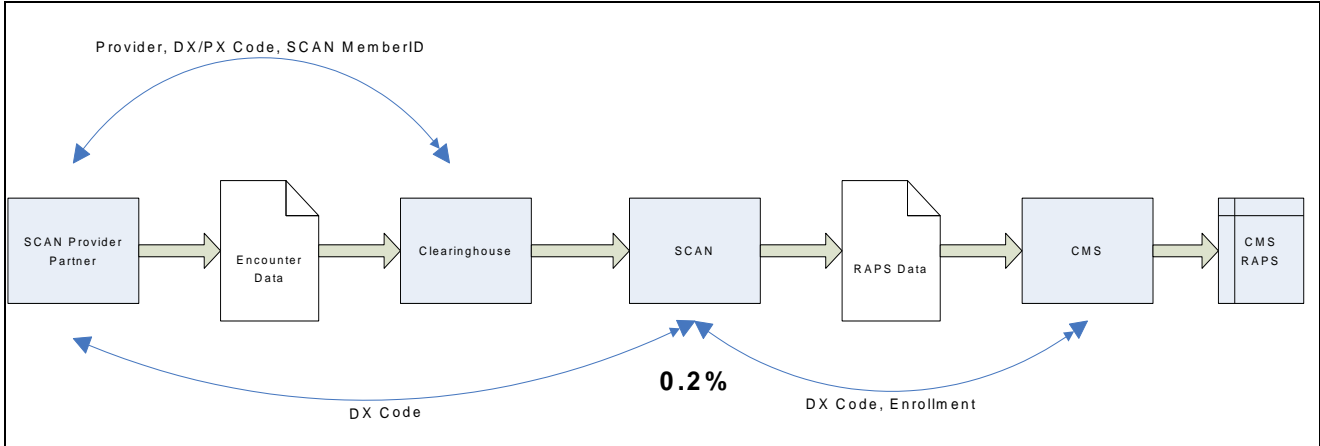 Provider, DX/PX Code, SCAN MemberID
SCAN Provider
Partner
Encounter
Data
Clearinghouse
SCAN
RAPS Data
CMS
CMS
RAPS
0.2%
DX Code
DX Code, Enrollment